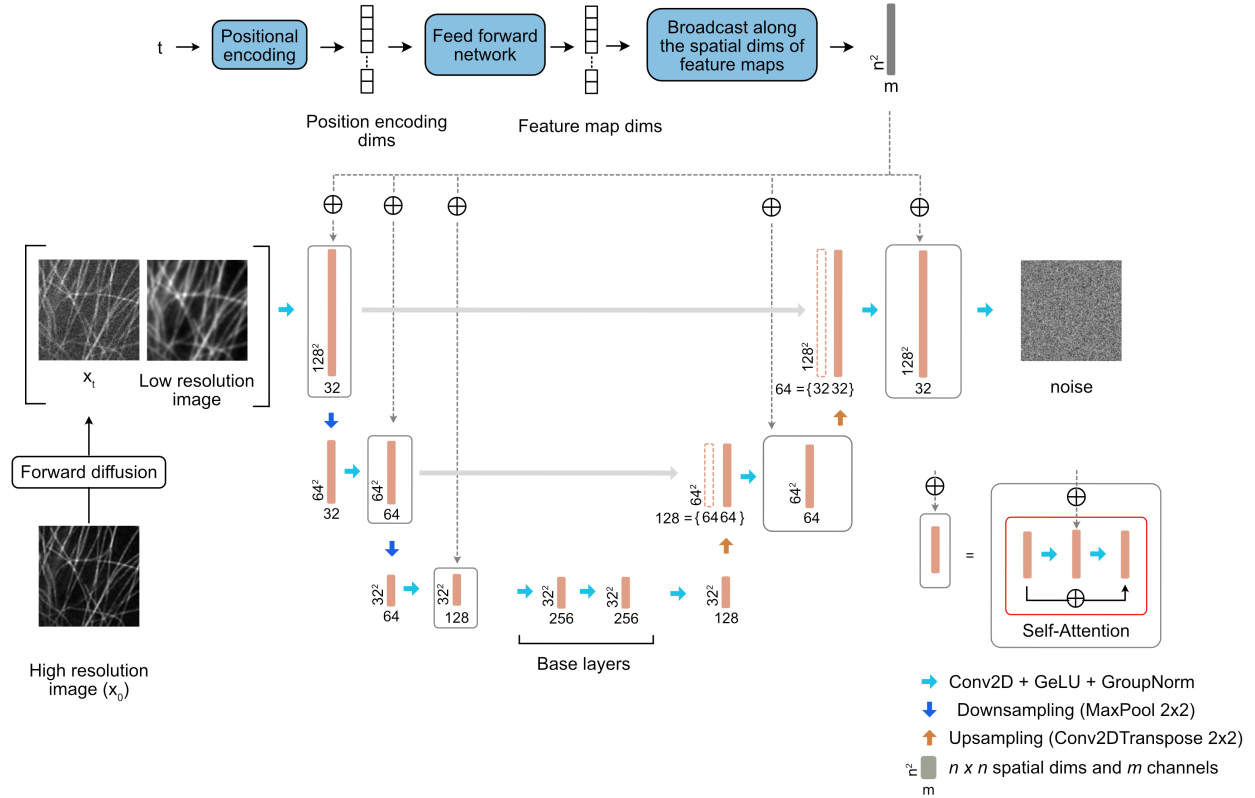 t
Positional
encoding
Feed forward
network
Broadcast along
the spatial dims of
feature maps
n²
m
Position encoding
dims
Feature map dims
x_t
Low resolution
image
128²
32
128²
64 = {32 32}
128²
32
noise
Forward diffusion
64²
32
64²
64
64²
128 = {64 64}
64²
64
High resolution
image (x₀)
32²
64
32²
128
32²
256
32²
256
32²
128
Base layers
=
Self-Attention
Conv2D + GeLU + GroupNorm
Downsampling (MaxPool 2x2)
Upsampling (Conv2DTranspose 2x2)
n²
m
n x n spatial dims and m channels